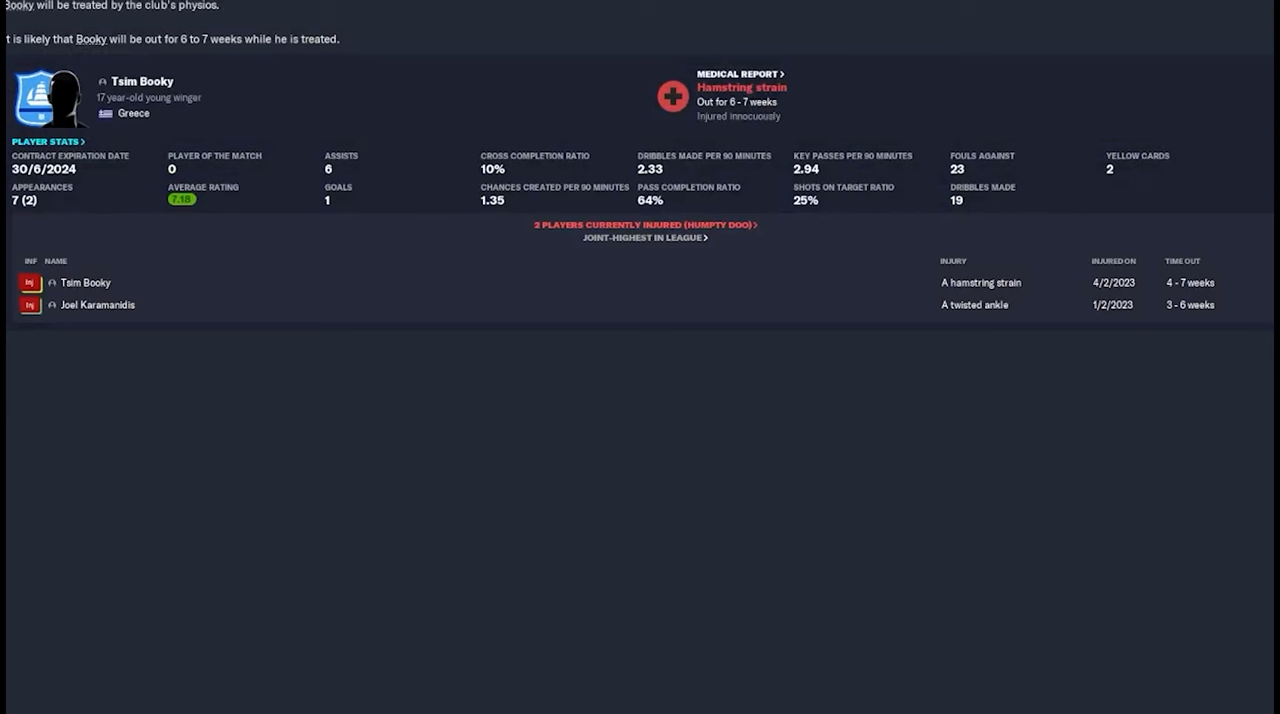 Booky will be treated by the club's physios.
t is likely that Booky will be out for 6 to 7 weeks while he is treated.
Tsim Booky
17 year-old young winger
Greece
MEDICAL REPORT >
Hamstring strain
Out for 6 - 7 weeks
Injured innocuously
PLAYER STATS >
CONTRACT EXPIRATION DATE PLAYER OF THE MATCH ASSISTS CROSS COMPLETION RATIO DRIBBLES MADE PER 90 MINUTES KEY PASSES PER 90 MINUTES FOULS AGAINST YELLOW CARDS
30/6/2024 0 6 10% 2.33 2.94 23 2
APPEARANCES AVERAGE RATING GOALS CHANCES CREATED PER 90 MINUTES PASS COMPLETION RATIO SHOTS ON TARGET RATIO DRIBBLES MADE
7 (2) 7.18 1 1.35 64% 25% 19
2 PLAYERS CURRENTLY INJURED (HUMPTY DOO) >
JOINT-HIGHEST IN LEAGUE >
INF NAME INJURY INJURED ON TIME OUT
Inj Tsim Booky A hamstring strain 4/2/2023 4 - 7 weeks
Inj Joel Karamanidis A twisted ankle 1/2/2023 3 - 6 weeks